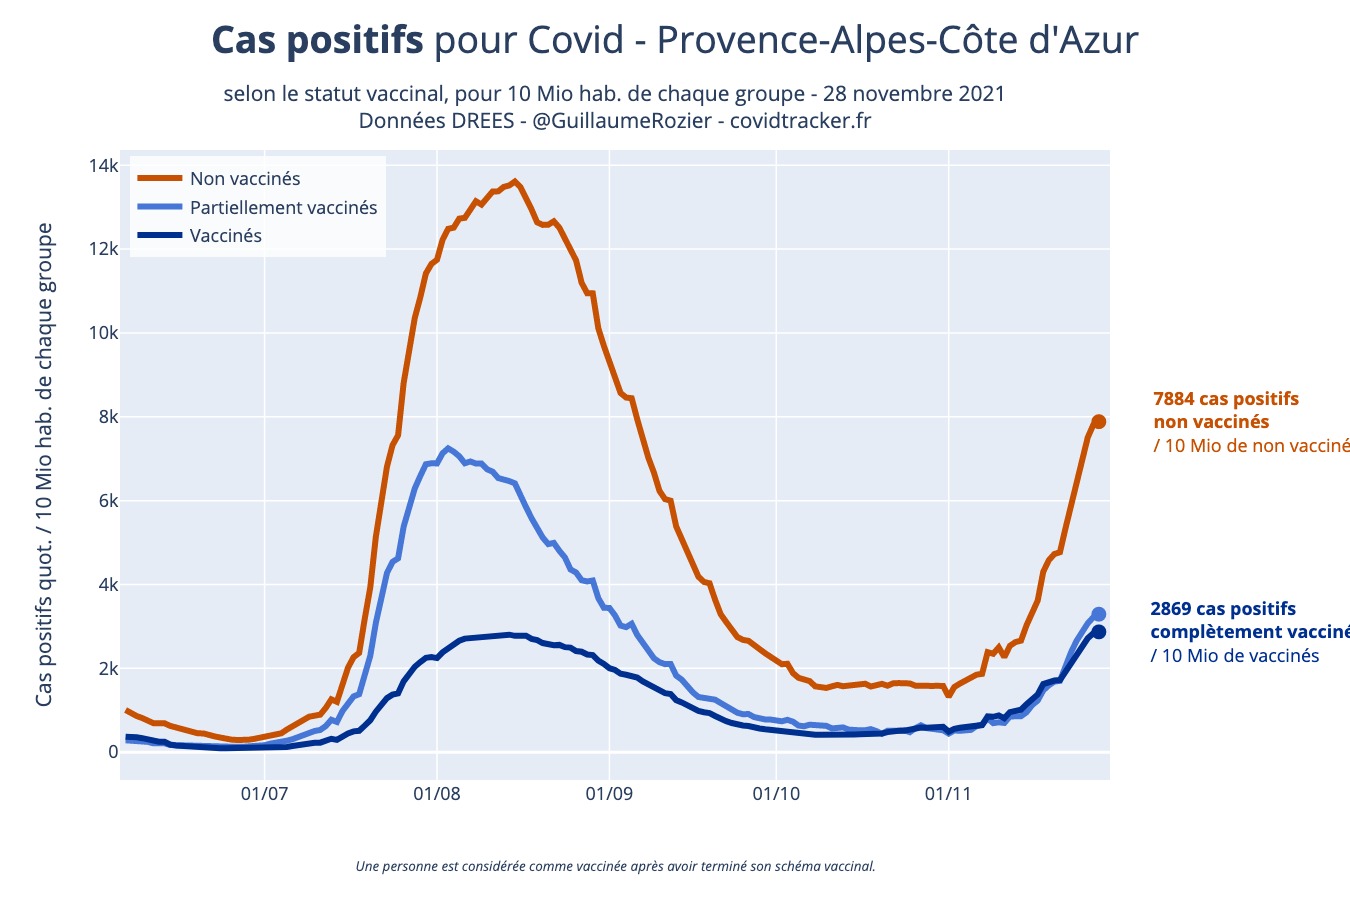 Cas positifs pour Covid - Provence-Alpes-Côte d'Azur
selon le statut vaccinal, pour 10 Mio hab. de chaque groupe - 28 novembre 2021
Données DREES - @GuillaumeRozier - covidtracker.fr
Non vaccinés
Partiellement vaccinés
Vaccinés
Cas positifs quot. / 10 Mio hab. de chaque groupe
14k
12k
10k
8k
6k
4k
2k
0
01/07
01/08
01/09
01/10
01/11
7884 cas positifs
non vaccinés
/ 10 Mio de non vacciné
2869 cas positifs
complètement vacciné
/ 10 Mio de vaccinés
Une personne est considérée comme vaccinée après avoir terminé son schéma vaccinal.